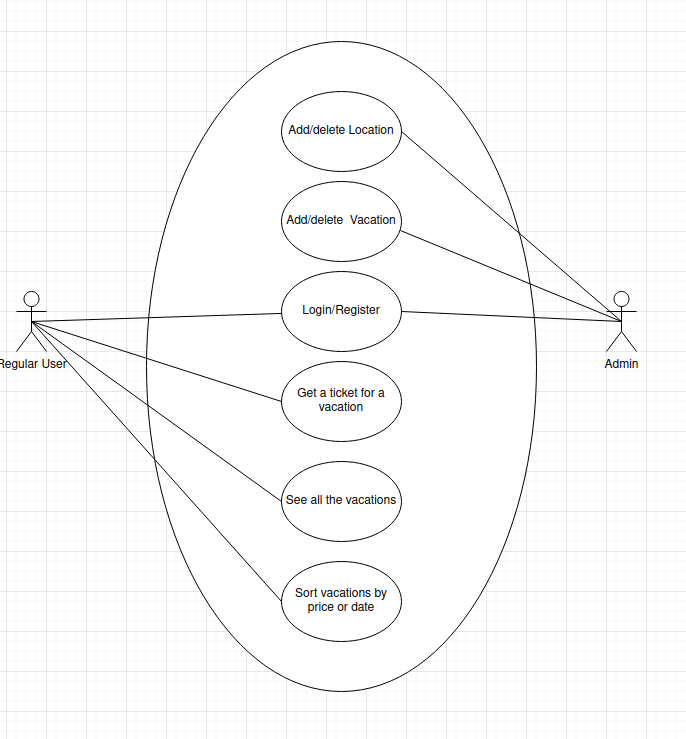 Add/delete Location
Add/delete  Vacation
Login/Register
Regular User
Admin
Get a ticket for a
vacation
See all the vacations
Sort vacations by
price or date